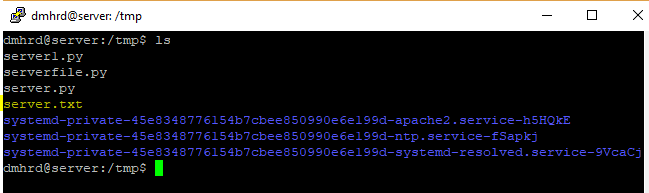 dmhrd@server: /tmp
dmhrd@server:/tmp$ ls
server1.py
serverfile.py
server.py
server.txt
systemd-private-45e8348776154b7cbee850990e6e199d-apache2.service-h5HQkE
systemd-private-45e8348776154b7cbee850990e6e199d-ntp.service-fSapkj
systemd-private-45e8348776154b7cbee850990e6e199d-systemd-resolved.service-9VcaCj
dmhrd@server:/tmp$